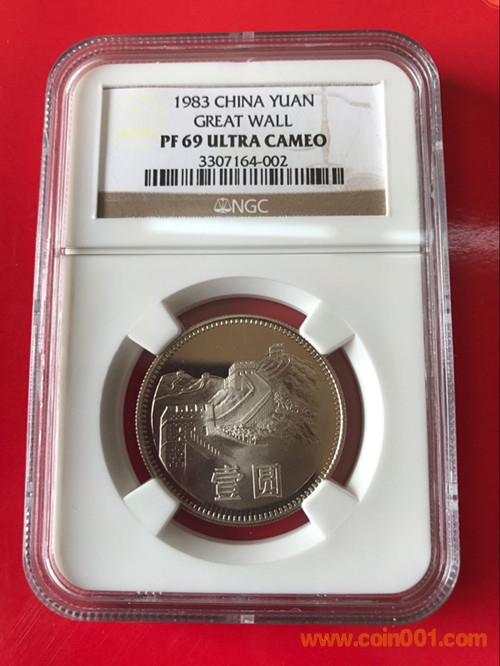 1983 CHINA YUAN
GREAT WALL
PF 69 ULTRA CAMEO
3307164-002
NGC
壹圆
www.coin001.com